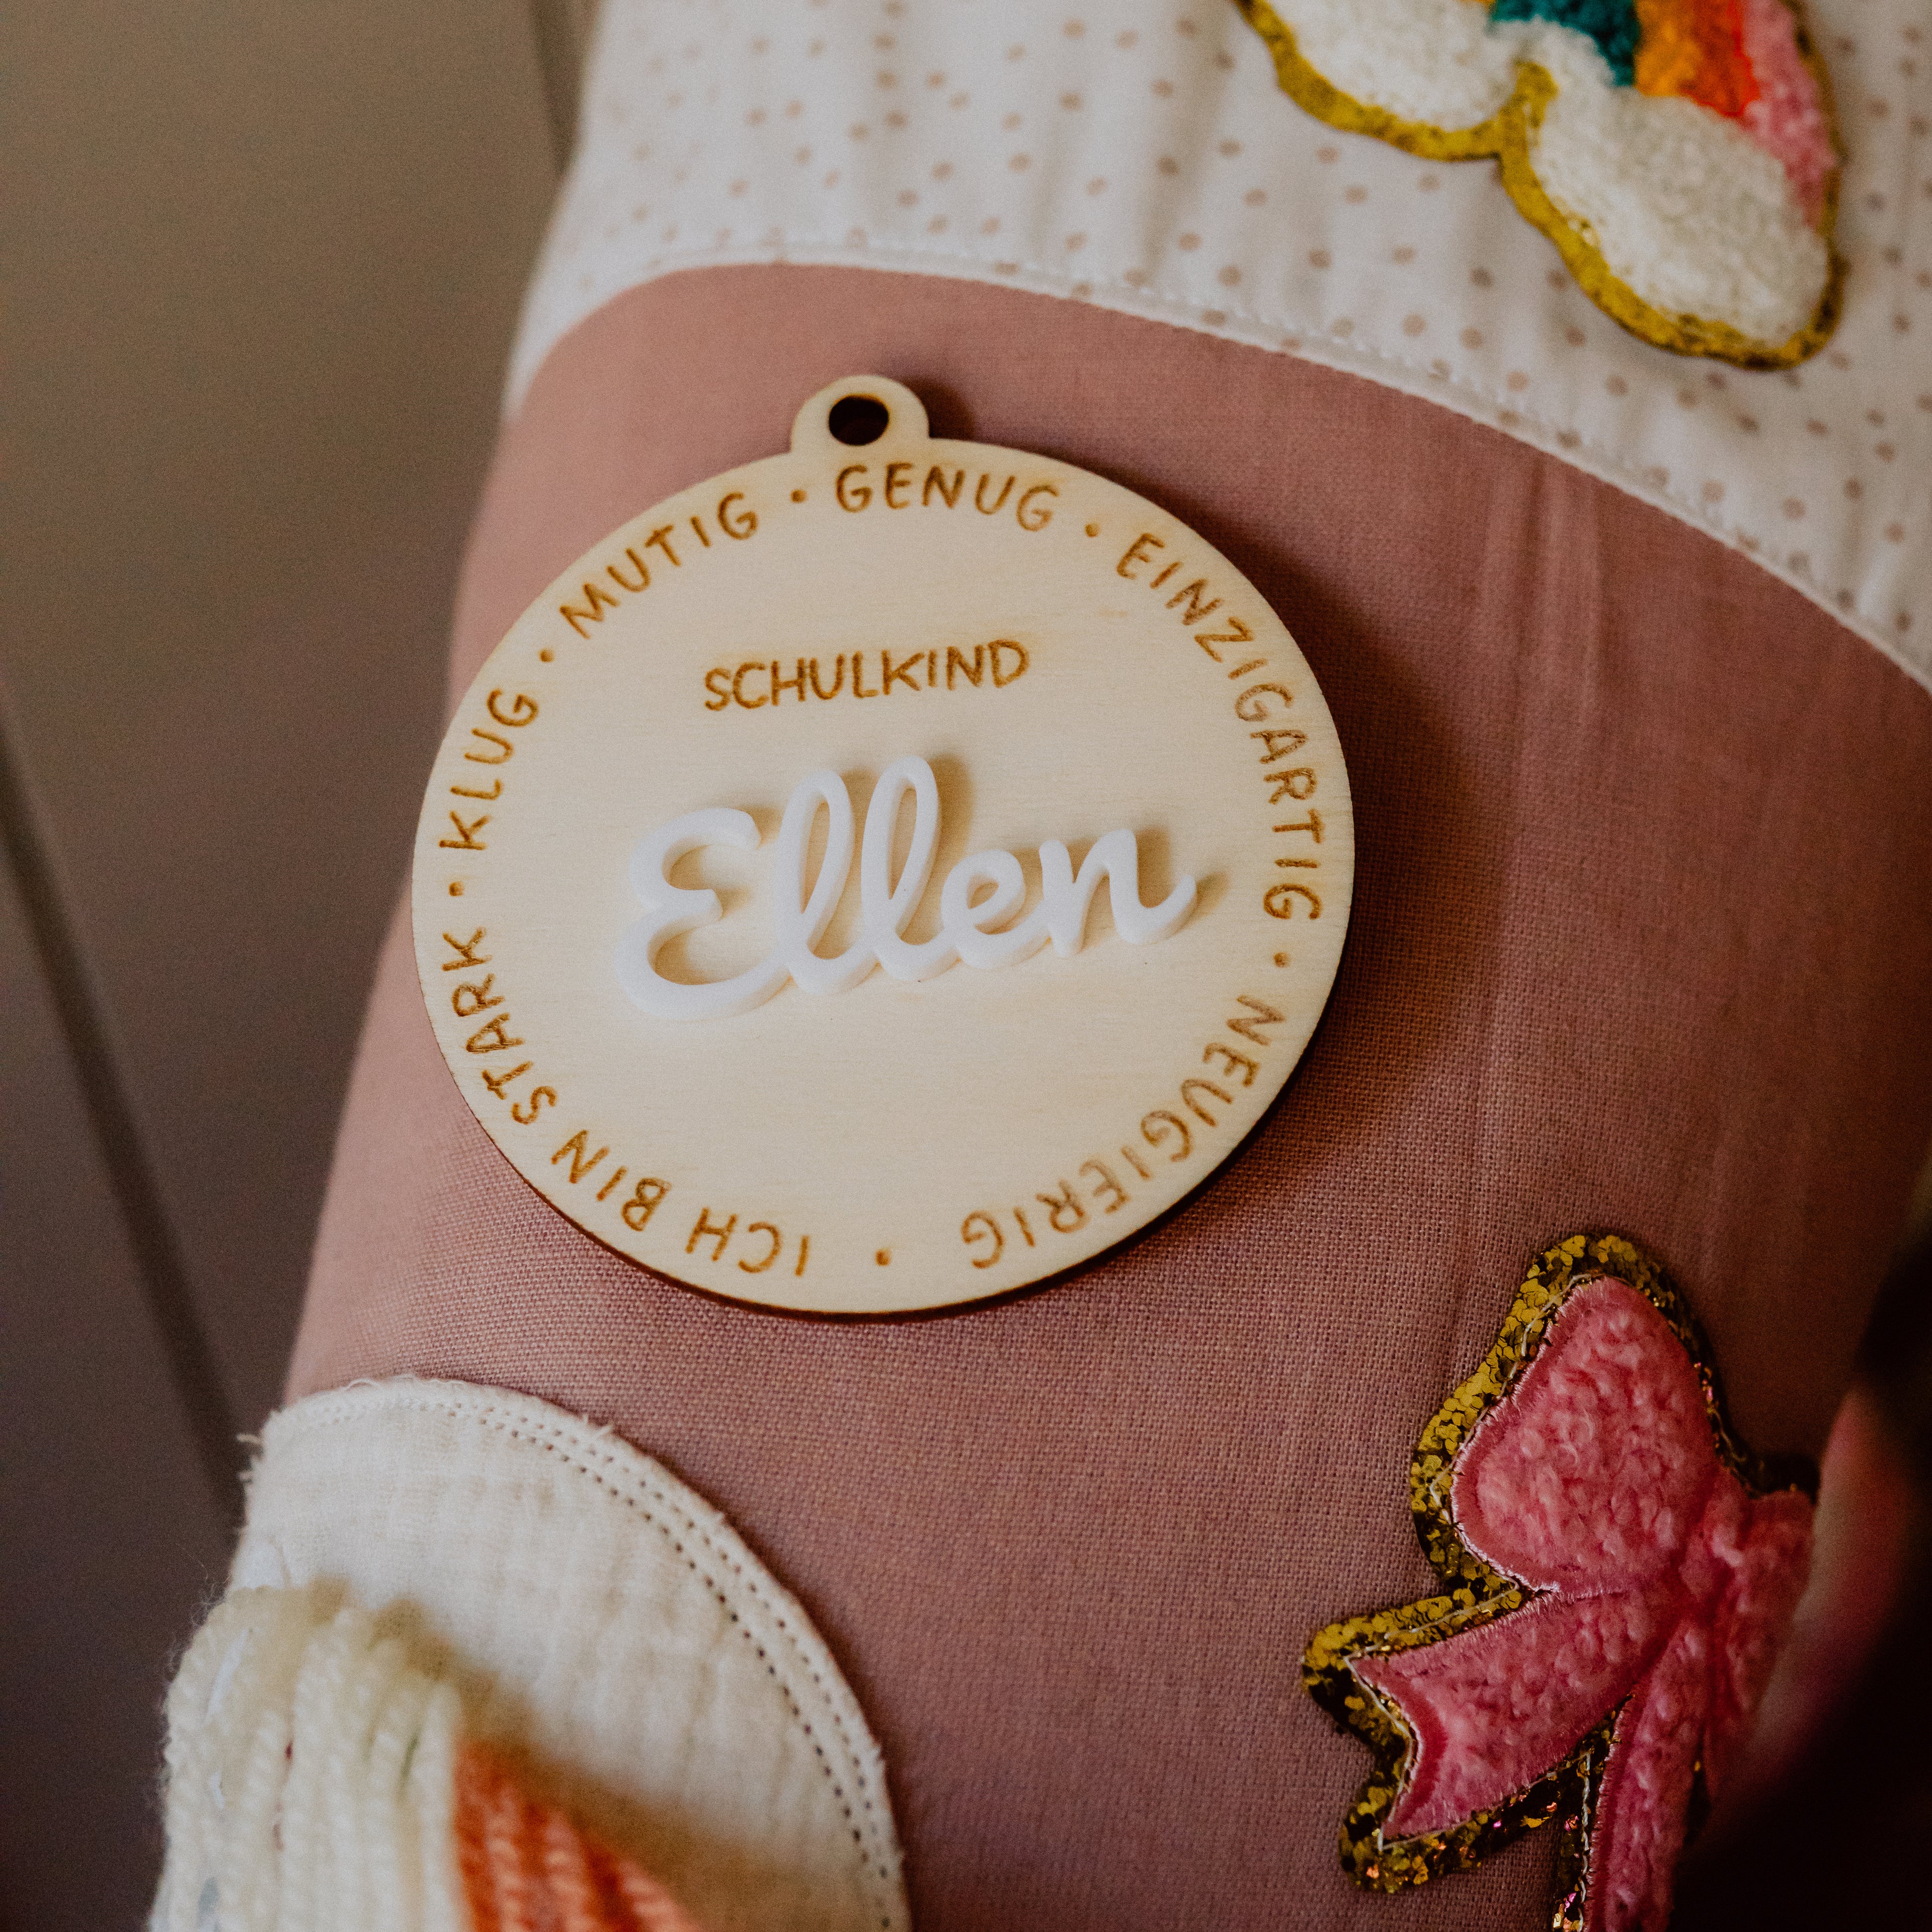 ICH BIN STARK • KLUG • MUTIG • GENUG • EINZIGARTIG • NEUGIERIG •
SCHULKIND
Ellen